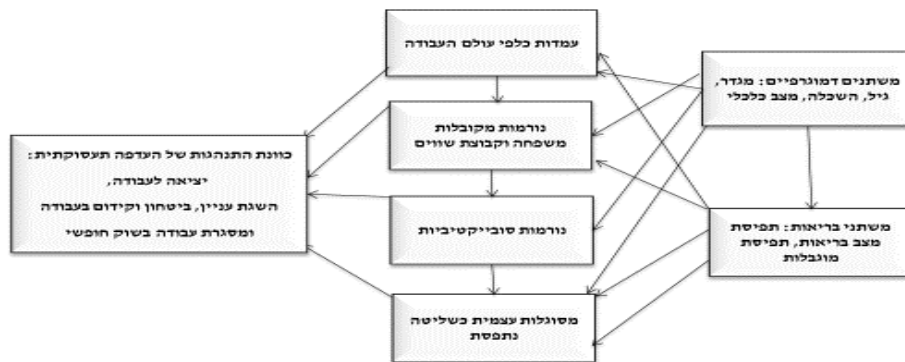 עמדות כלפי עולם העבודה
משתנים דמוגרפיים: מגדר,
גיל, השכלה, מצב כלכלי
נורמות מקובלות
משפחה וקבוצת שווים
כוונת התנהגות של העדפה תעסוקתית:
יציאה לעבודה,
השגת עניין, ביטחון וקידום בעבודה
ומסגרת עבודה בשוק חופשי
נורמות סובייקטיביות
משתני בריאות: תפיסת
מצב בריאות, תפיסת
מוגבלות
מסוגלות עצמית כשליטה
נתפסת